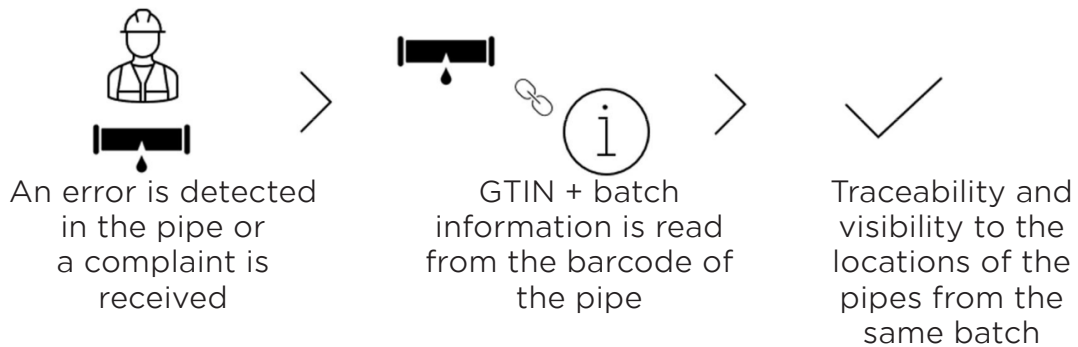 An error is detected
in the pipe or
a complaint is
received
GTIN + batch
information is read
from the barcode of
the pipe
Traceability and
visibility to the
locations of the
pipes from the
same batch